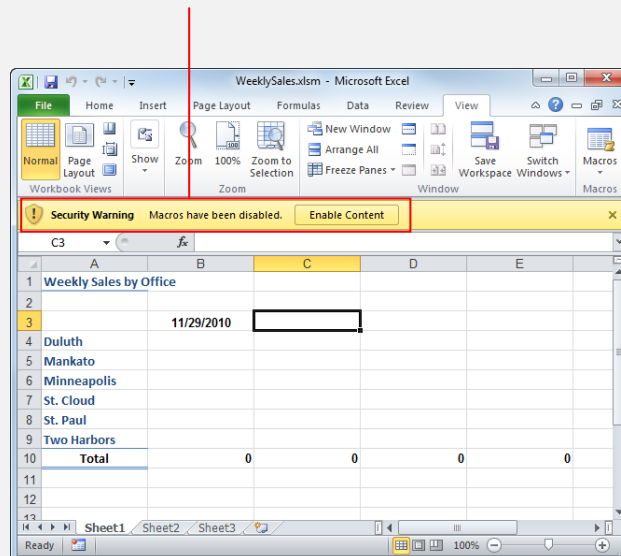 WeeklySales.xlsm - Microsoft Excel
File Home Insert Page Layout Formulas Data Review View
Normal Page Layout Show Zoom 100% Zoom to Selection New Window Arrange All Freeze Panes Save Workspace Switch Windows Macros
Workbook Views Zoom Window Macros
Security Warning Macros have been disabled. Enable Content
C3 fx
A B C D E
1 Weekly Sales by Office
2
3 11/29/2010
4 Duluth
5 Mankato
6 Minneapolis
7 St. Cloud
8 St. Paul
9 Two Harbors
10 Total 0 0 0 0
11
12
13
Sheet1 Sheet2 Sheet3
Ready 100%